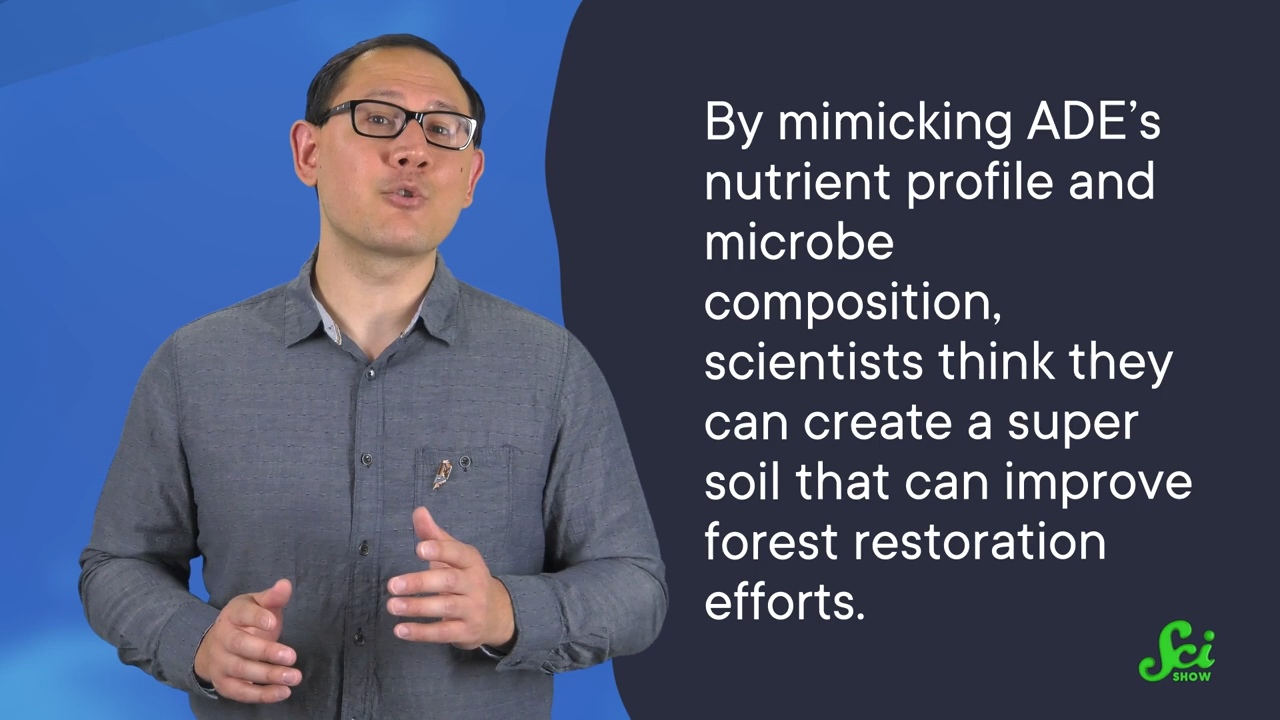 By mimicking ADE’s
nutrient profile and
microbe
composition,
scientists think they
can create a super
soil that can improve
forest restoration
efforts.
Sci
SHOW